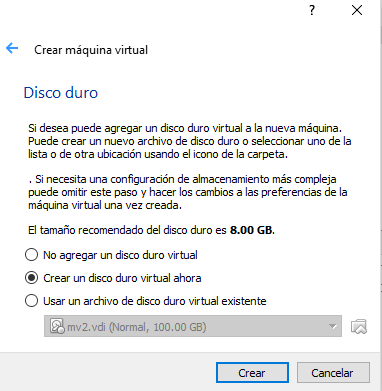 ?
Crear máquina virtual
Disco duro
Si desea puede agregar un disco duro virtual a la nueva máquina.
Puede crear un nuevo archivo de disco duro o seleccionar uno de la
lista o de otra ubicación usando el icono de la carpeta.
. Si necesita una configuración de almacenamiento más compleja
puede omitir este paso y hacer los cambios a las preferencias de la
máquina virtual una vez creada.
El tamaño recomendado del disco duro es 8.00 GB.
No agregar un disco duro virtual
Crear un disco duro virtual ahora
Usar un archivo de disco duro virtual existente
mv2.vdi (Normal, 100.00 GB)
Crear
Cancelar